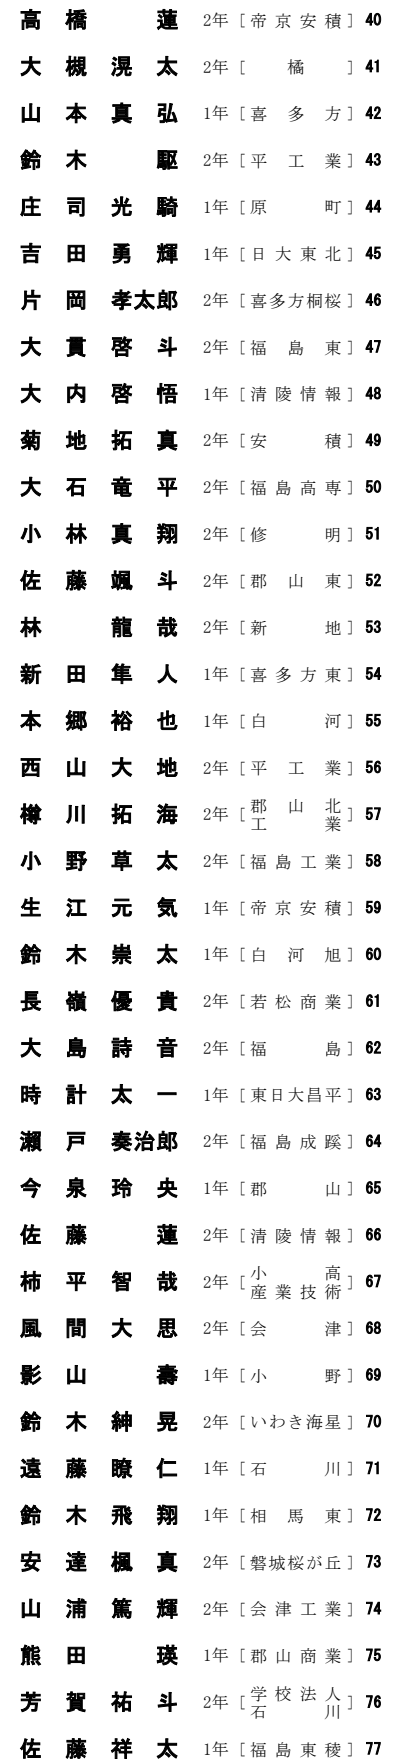 高橋 蓮 2年 [帝京安積] 40
大槻滉太 2年 [橘] 41
山本真弘 1年 [喜多方] 42
鈴木 駆 2年 [平工業] 43
庄司光騎 1年 [原町] 44
吉田勇輝 1年 [日大東北] 45
片岡孝太郎 2年 [喜多方桐桜] 46
大貫啓斗 2年 [福島東] 47
大内啓悟 1年 [清陵情報] 48
菊地拓真 2年 [安積] 49
大石竜平 2年 [福島高専] 50
小林真翔 2年 [修明] 51
佐藤颯斗 2年 [郡山東] 52
林 龍哉 2年 [新地] 53
新田隼人 1年 [喜多方東] 54
本郷裕也 1年 [白河] 55
西山大地 2年 [平工業] 56
樽川拓海 2年 [郡山北工業] 57
小野草太 2年 [福島工業] 58
生江元気 1年 [帝京安積] 59
鈴木崇太 1年 [白河旭] 60
長嶺優貴 2年 [若松商業] 61
大島詩音 2年 [福島] 62
時計太一 1年 [東日大昌平] 63
瀬戸奏治郎 2年 [福島成蹊] 64
今泉玲央 1年 [郡山] 65
佐藤 蓮 2年 [清陵情報] 66
柿平智哉 2年 [小高産業技術] 67
風間大思 2年 [会津] 68
影山 壽 1年 [小野] 69
鈴木紳晃 2年 [いわき海星] 70
遠藤瞭仁 1年 [石川] 71
鈴木飛翔 1年 [相馬東] 72
安達楓真 2年 [磐城桜が丘] 73
山浦篤輝 2年 [会津工業] 74
熊田 瑛 1年 [郡山商業] 75
芳賀祐斗 2年 [学校法人石川] 76
佐藤祥太 1年 [福島東稜] 77